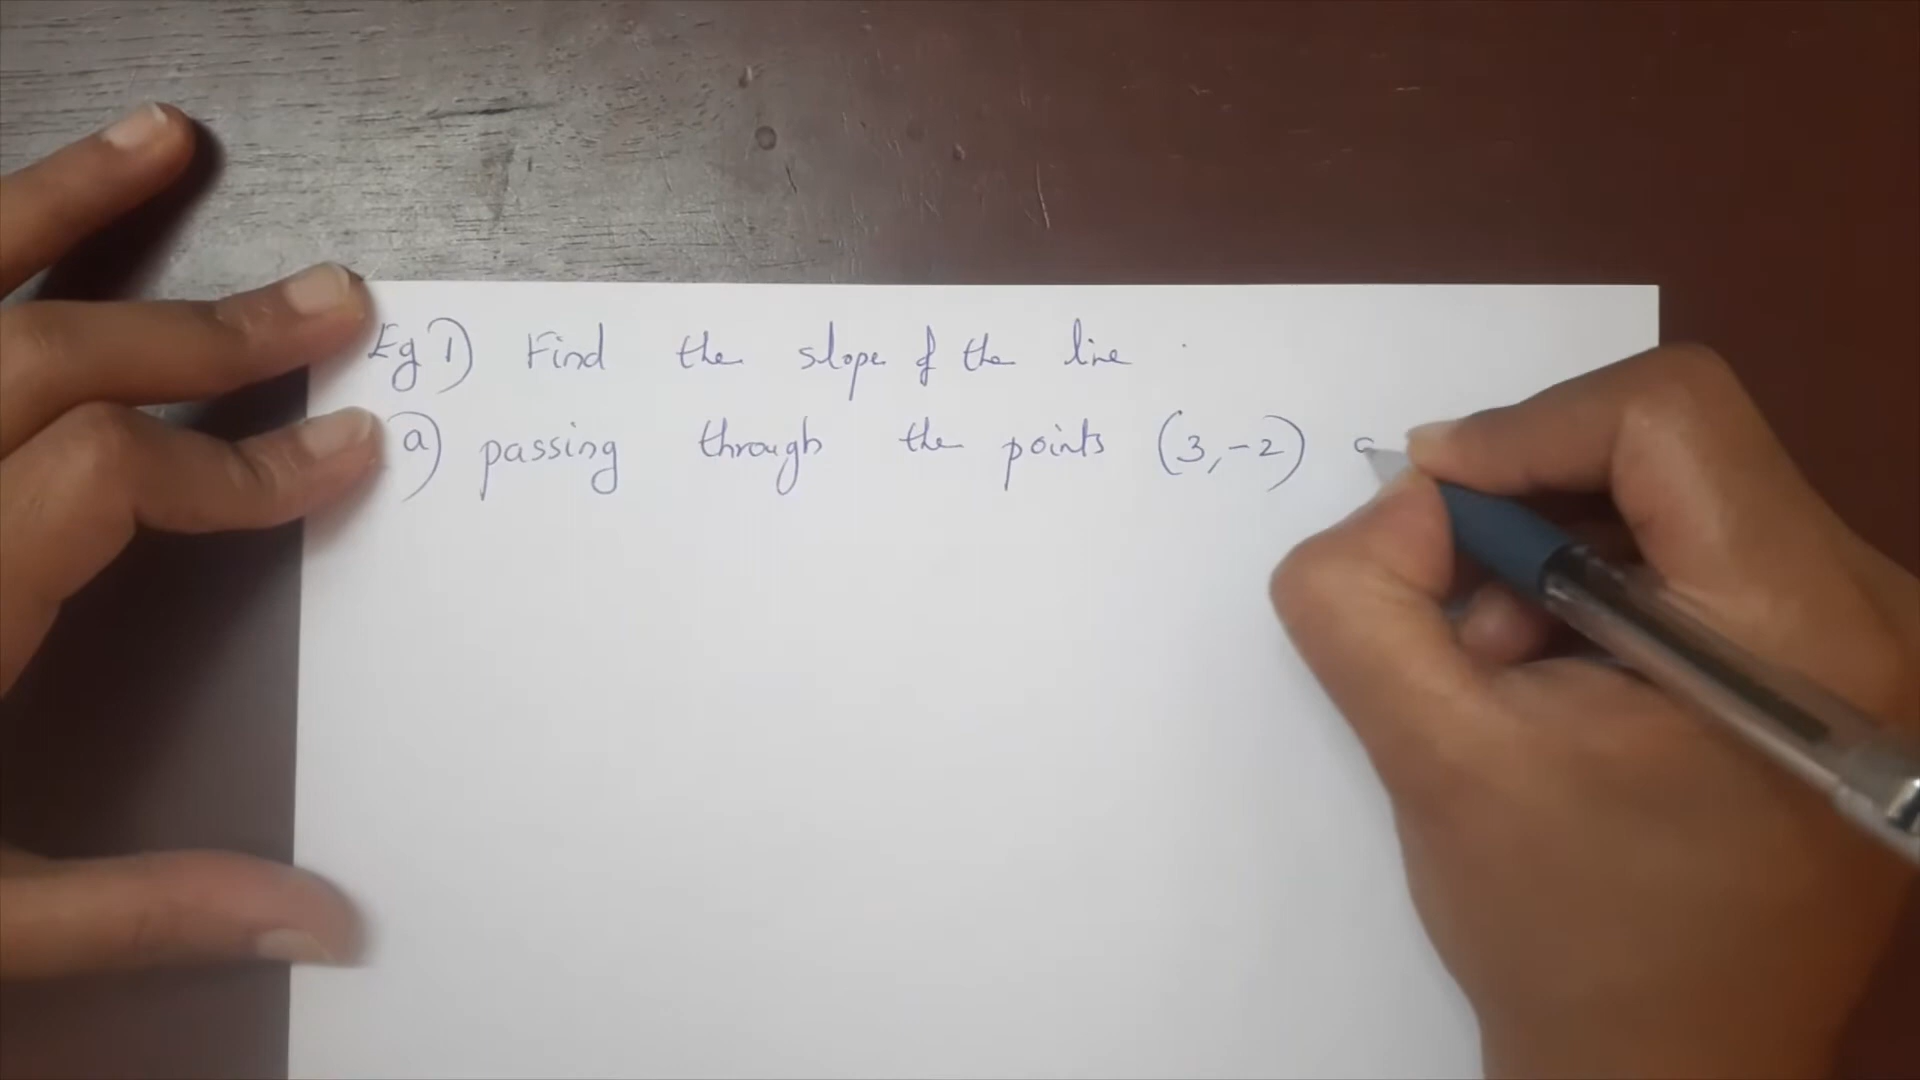 Eg 1) Find the slope of the line
a) passing through the points (3,-2)